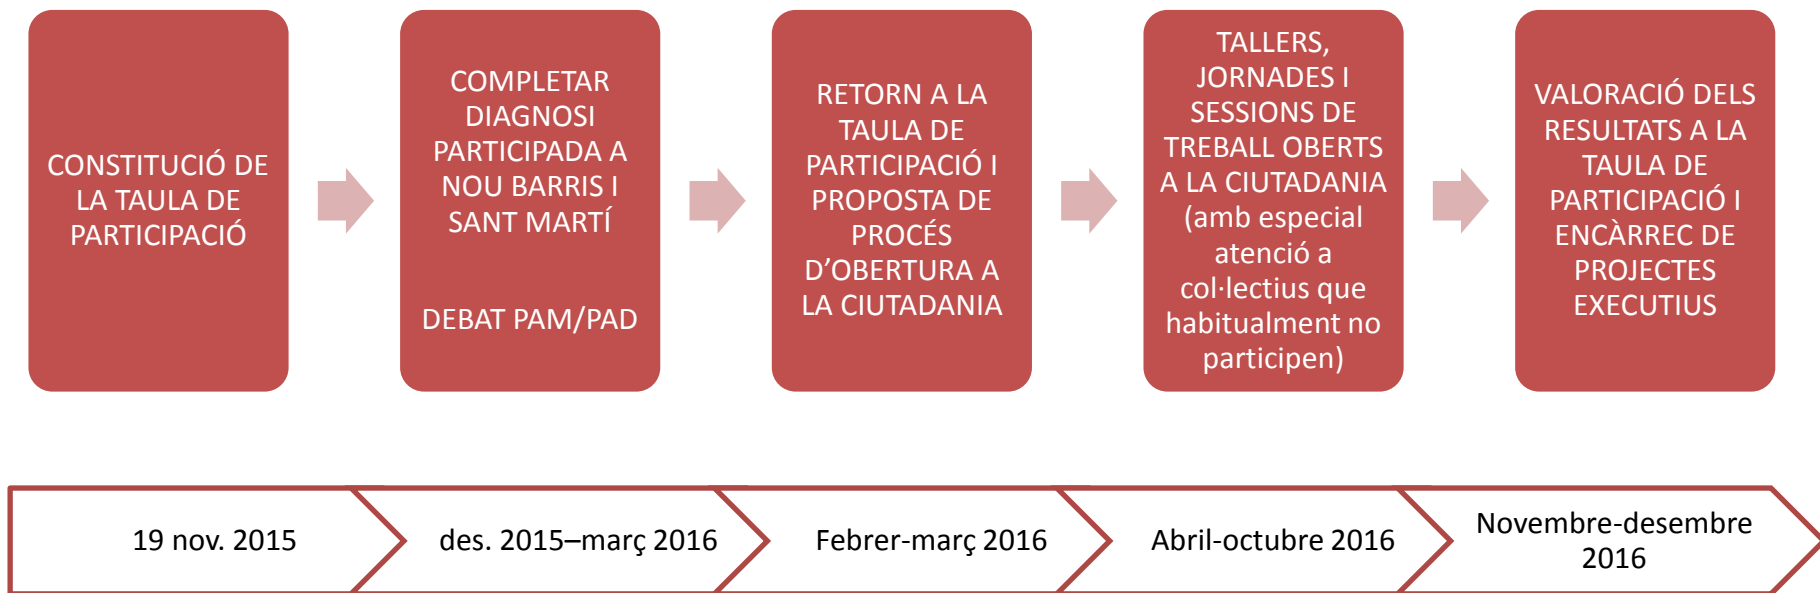 CONSTITUCIÓ DE
LA TAULA DE
PARTICIPACIÓ
COMPLETAR
DIAGNOSI
PARTICIPADA A
NOU BARRIS I
SANT MARTÍ
DEBAT PAM/PAD
RETORN A LA
TAULA DE
PARTICIPACIÓ I
PROPOSTA DE
PROCÉS
D’OBERTURA A
LA CIUTADANIA
TALLERS,
JORNADES I
SESSIONS DE
TREBALL OBERTS
A LA CIUTADANIA
(amb especial
atenció a
col·lectius que
habitualment no
participen)
VALORACIÓ DELS
RESULTATS A LA
TAULA DE
PARTICIPACIÓ I
ENCÀRREC DE
PROJECTES
EXECUTIUS
19 nov. 2015
des. 2015–març 2016
Febrer-març 2016
Abril-octubre 2016
Novembre-desembre
2016